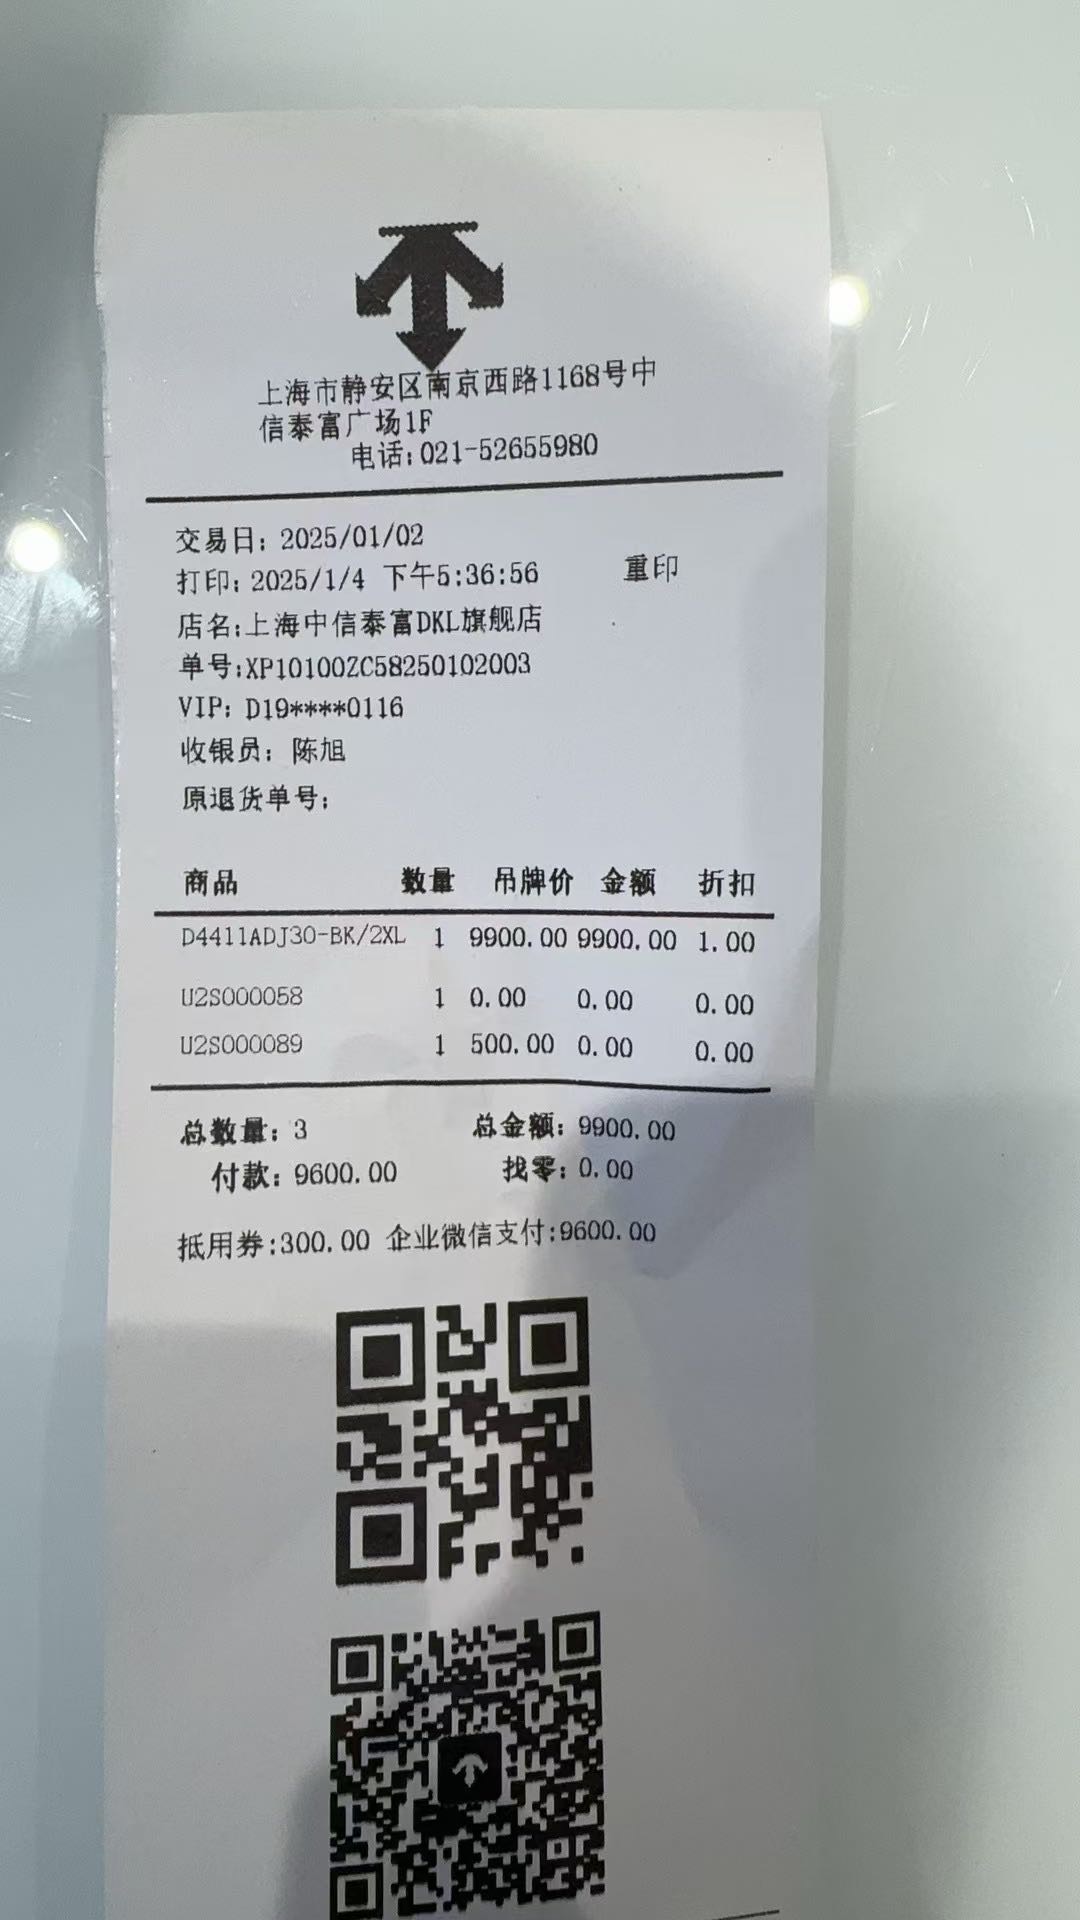 上海市静安区南京西路1168号中
信泰富广场1F
电话:021-52655980
交易日: 2025/01/02
打印: 2025/1/4 下午5:36:56 重印
店名:上海中信泰富DKL旗舰店
单号:XP10100ZC58250102003
VIP: D19****0116
收银员: 陈旭
原退货单号:
商品 数量 吊牌价 金额 折扣
D4411ADJ30-BK/2XL 1 9900.00 9900.00 1.00
U2S000058 1 0.00 0.00 0.00
U2S000089 1 500.00 0.00 0.00
总数量: 3 总金额: 9900.00
付款: 9600.00 找零: 0.00
抵用券:300.00 企业微信支付:9600.00